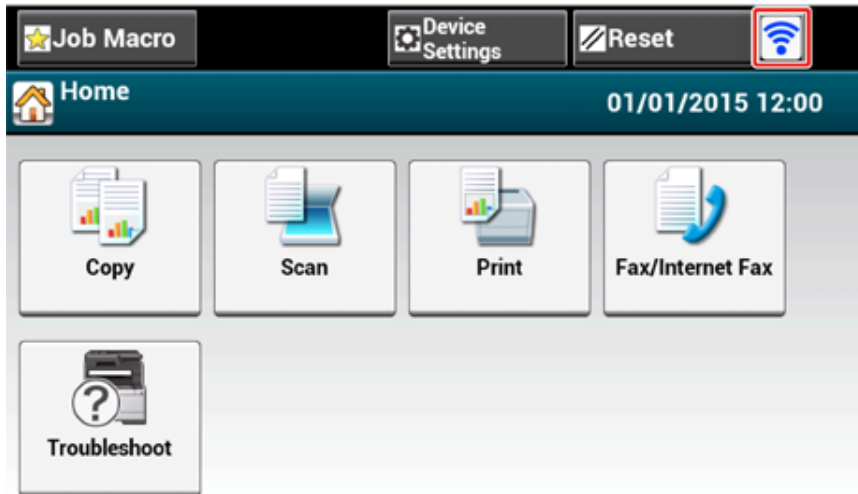 Job Macro
Device
Settings
Reset
Home
01/01/2015 12:00
Copy
Scan
Print
Fax/Internet Fax
?
Troubleshoot